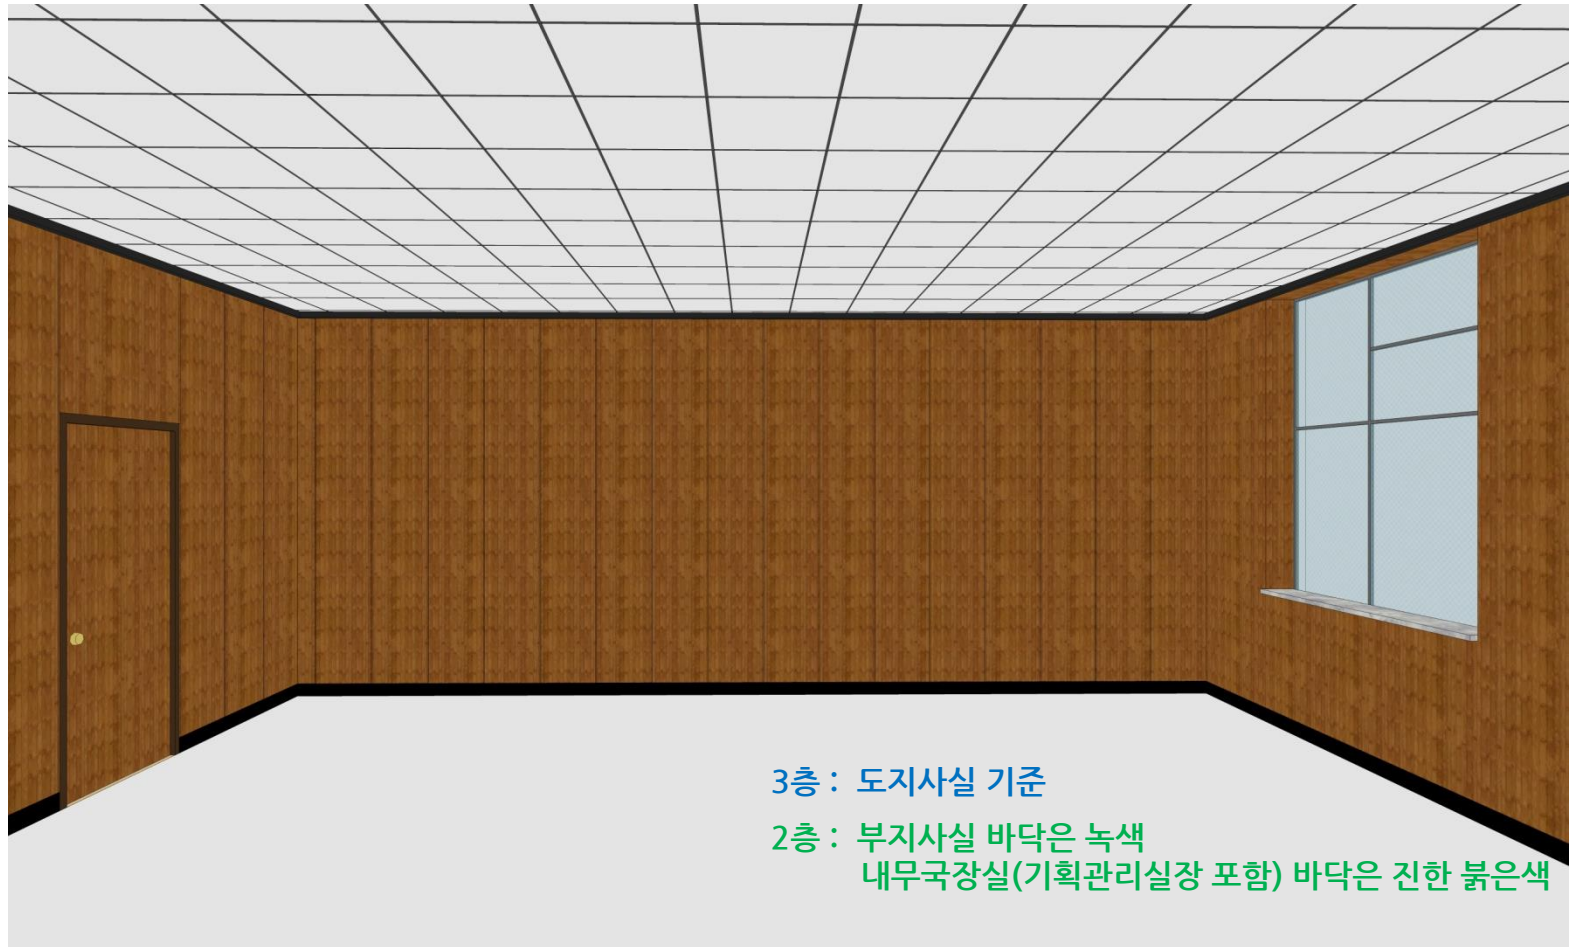 3층 : 도지사실 기준
2층 : 부지사실 바닥은 녹색
내무국장실(기획관리실장 포함) 바닥은 진한 붉은색